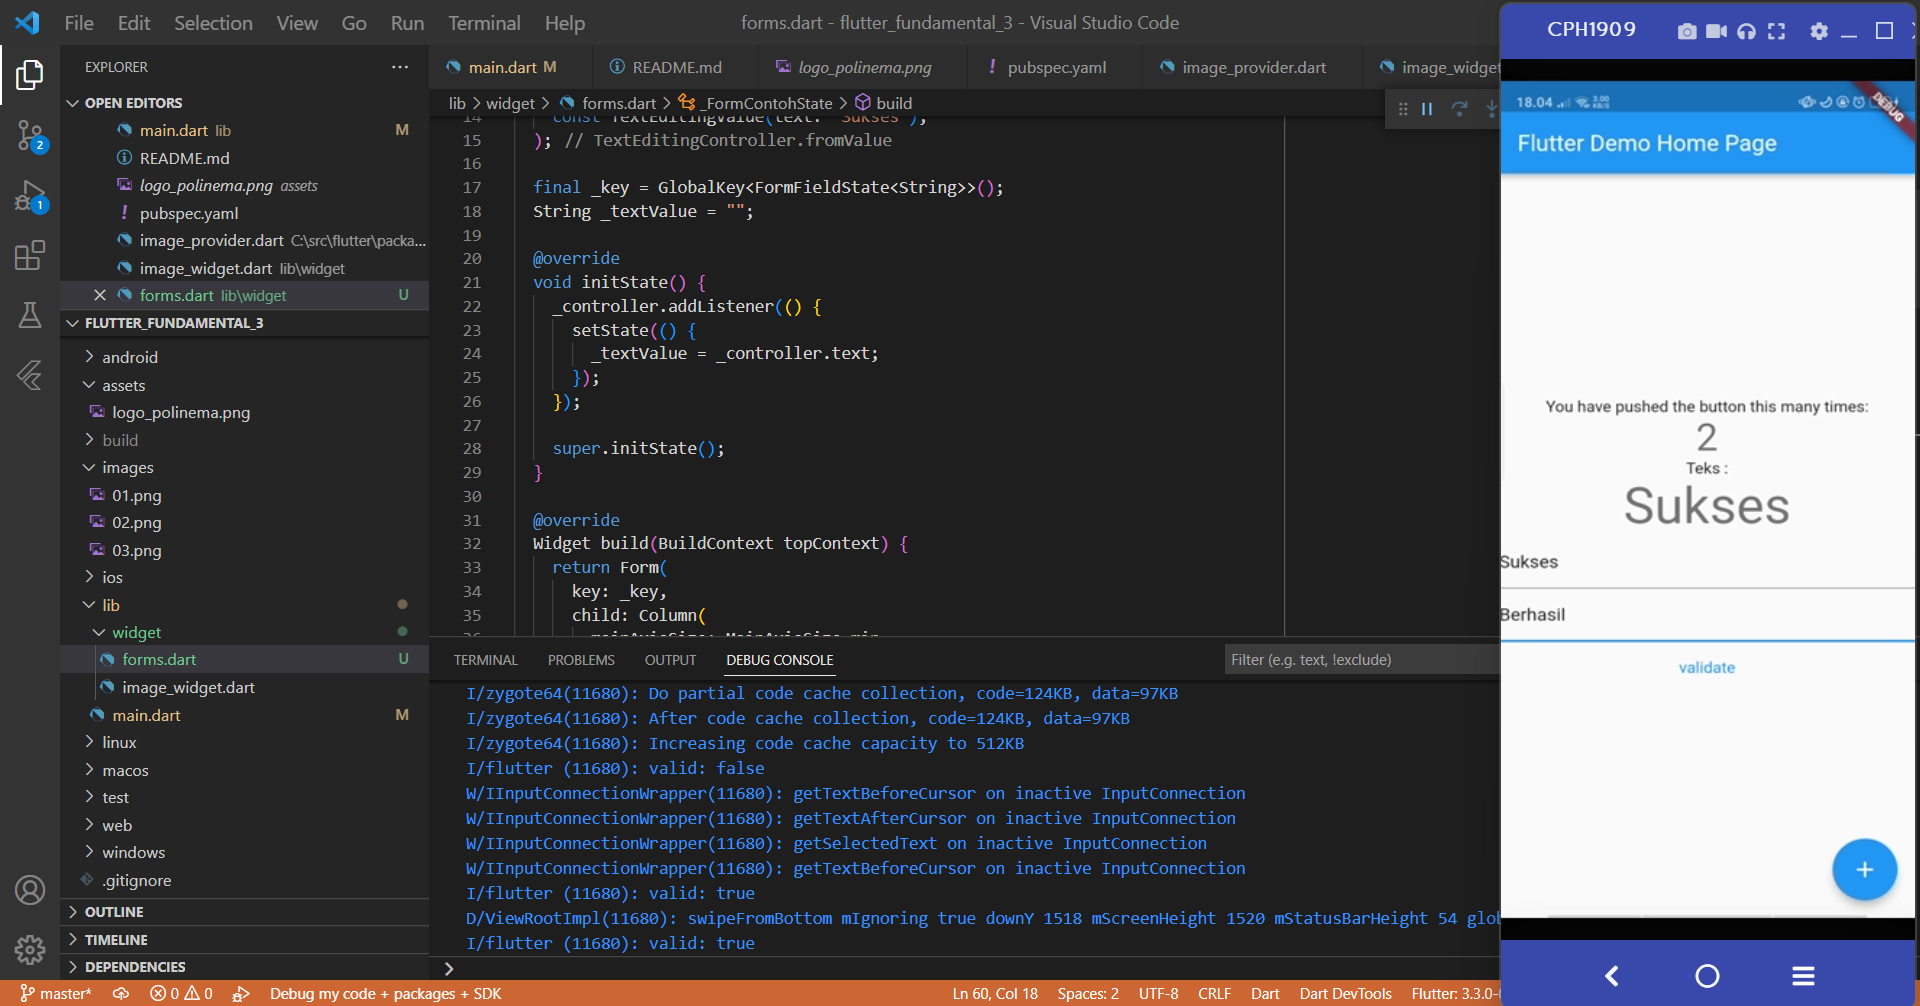 File Edit Selection View Go Run Terminal Help
forms.dart - flutter_fundamental_3 - Visual Studio Code
EXPLORER
OPEN EDITORS
main.dart lib M
README.md
logo_polinema.png assets
pubspec.yaml
image_provider.dart C:\src\flutter\packa...
image_widget.dart lib\widget
forms.dart lib\widget U
FLUTTER_FUNDAMENTAL_3
android
assets
logo_polinema.png
build
images
01.png
02.png
03.png
ios
lib
widget
forms.dart U
image_widget.dart
main.dart M
linux
macos
test
web
windows
.gitignore
OUTLINE
TIMELINE
DEPENDENCIES
2
1
main.dart M README.md logo_polinema.png pubspec.yaml image_provider.dart image_widget
lib > widget > forms.dart > _FormContohState > build
14 const TextEditingValue(text: "Sukses"),
15 ); // TextEditingController.fromValue
16
17 final _key = GlobalKey<FormFieldState<String>>();
18 String _textValue = "";
19
20 @override
21 void initState() {
22 _controller.addListener(() {
23 setState(() {
24 _textValue = _controller.text;
25 });
26 });
27
28 super.initState();
29 }
30
31 @override
32 Widget build(BuildContext topContext) {
33 return Form(
34 key: _key,
35 child: Column(
36 mainAxisSize: MainAxisSize.min
TERMINAL PROBLEMS OUTPUT DEBUG CONSOLE
Filter (e.g. text, !exclude)
I/zygote64(11680): Do partial code cache collection, code=124KB, data=97KB
I/zygote64(11680): After code cache collection, code=124KB, data=97KB
I/zygote64(11680): Increasing code cache capacity to 512KB
I/flutter (11680): valid: false
W/IInputConnectionWrapper(11680): getTextBeforeCursor on inactive InputConnection
W/IInputConnectionWrapper(11680): getTextAfterCursor on inactive InputConnection
W/IInputConnectionWrapper(11680): getSelectedText on inactive InputConnection
W/IInputConnectionWrapper(11680): getTextBeforeCursor on inactive InputConnection
I/flutter (11680): valid: true
D/ViewRootImpl(11680): swipeFromBottom mIgnoring true downY 1518 mScreenHeight 1520 mStatusBarHeight 54 glob
I/flutter (11680): valid: true
>
master* 0 0 Debug my code + packages + SDK
Ln 60, Col 18 Spaces: 2 UTF-8 CRLF Dart Dart DevTools Flutter: 3.3.0-
CPH1909
18.04
3.00 KB/S
DEBUG
Flutter Demo Home Page
You have pushed the button this many times:
2
Teks :
Sukses
Sukses
Berhasil
validate
+